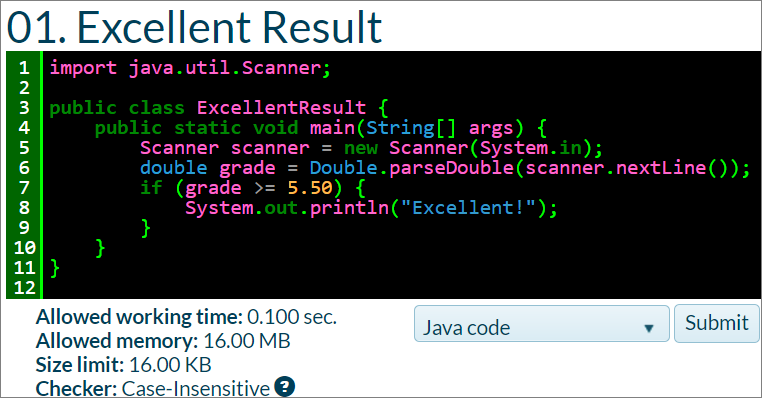 01. Excellent Result
1 import java.util.Scanner;
2
3 public class ExcellentResult {
4     public static void main(String[] args) {
5         Scanner scanner = new Scanner(System.in);
6         double grade = Double.parseDouble(scanner.nextLine());
7         if (grade >= 5.50) {
8             System.out.println("Excellent!");
9         }
10     }
11 }
12
Allowed working time: 0.100 sec.
Allowed memory: 16.00 MB
Size limit: 16.00 KB
Checker: Case-Insensitive ?
Java code
Submit